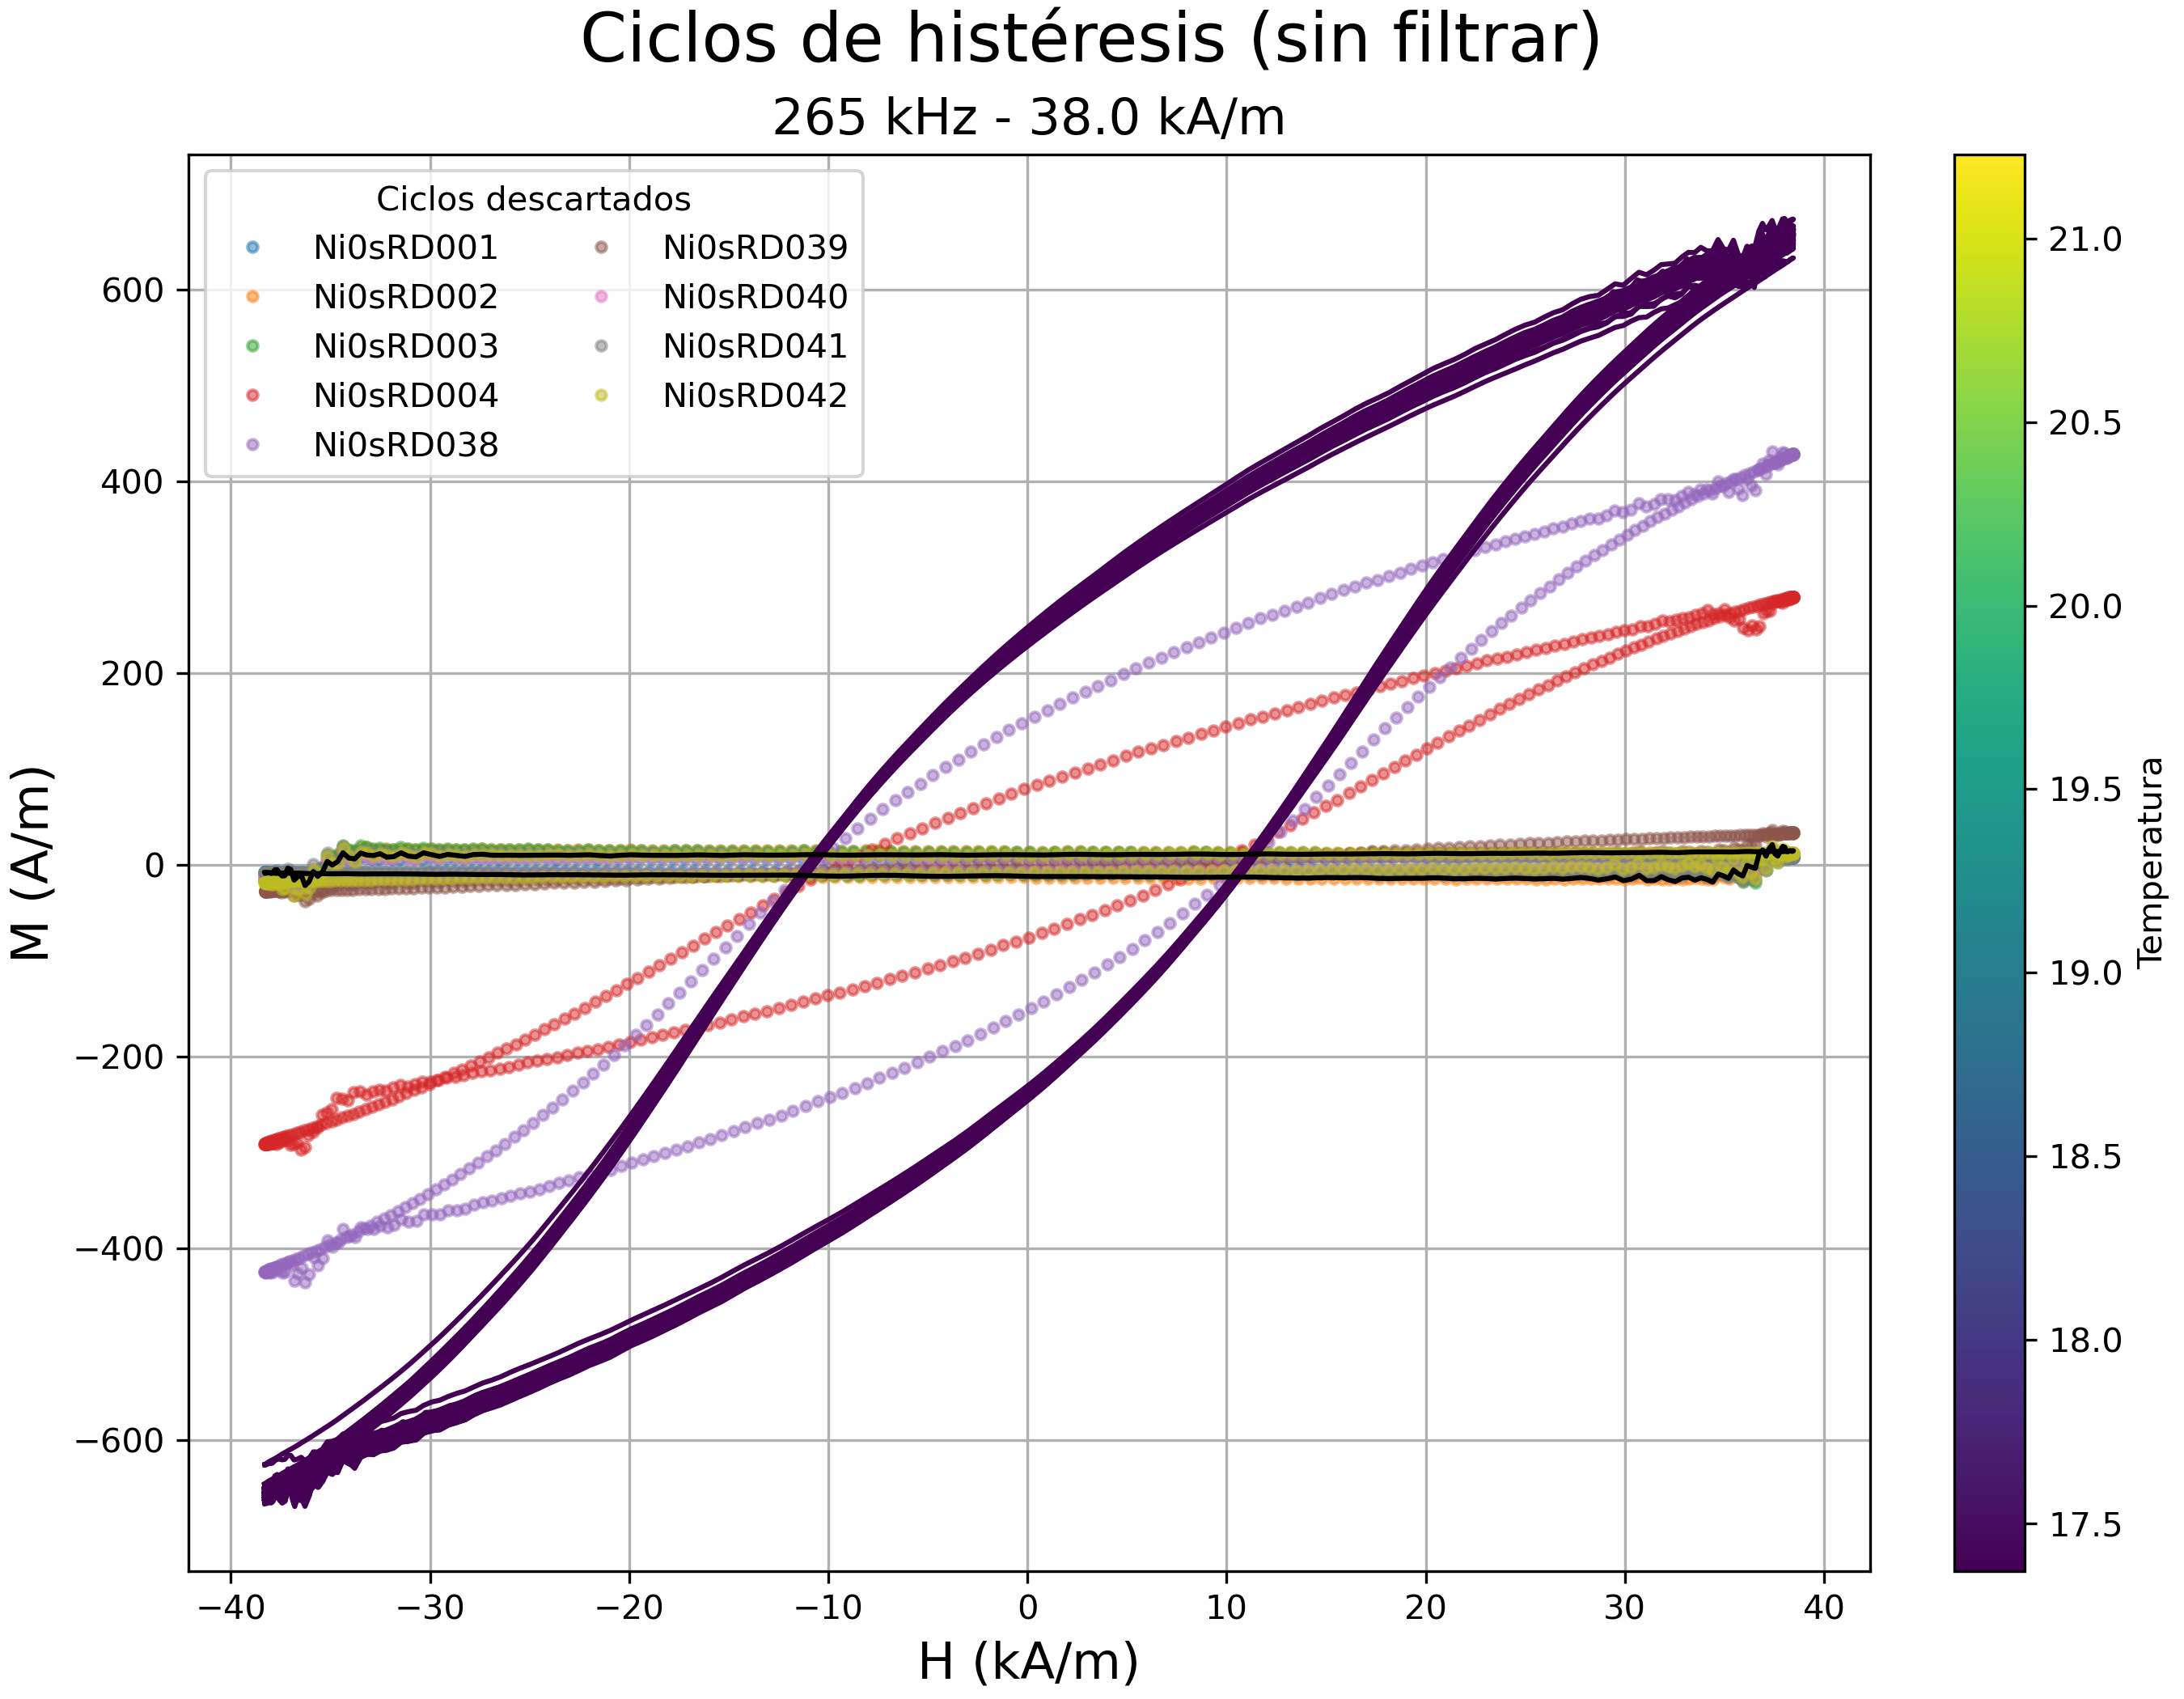 Ciclos de histéresis (sin filtrar)
265 kHz - 38.0 kA/m
Ciclos descartados
Ni0sRD001
Ni0sRD002
Ni0sRD003
Ni0sRD004
Ni0sRD038
Ni0sRD039
Ni0sRD040
Ni0sRD041
Ni0sRD042
M (A/m)
600
400
200
0
−200
−400
−600
−40 −30 −20 −10 0 10 20 30 40
H (kA/m)
21.0
20.5
20.0
19.5
19.0
18.5
18.0
17.5
Temperatura